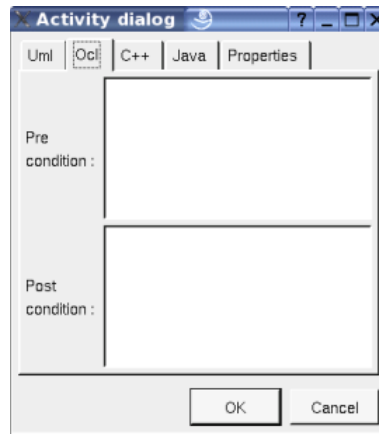 Activity dialog
Uml Ocl C++ Java Properties
Pre
condition :
Post
condition :
OK Cancel